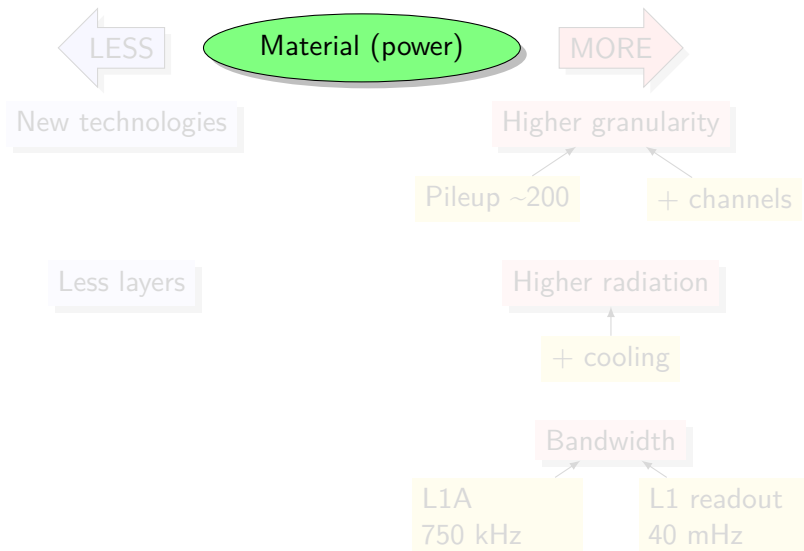 LESS
Material (power)
MORE
New technologies
Higher granularity
Pileup ~200
+ channels
Less layers
Higher radiation
+ cooling
Bandwidth
L1A
750 kHz
L1 readout
40 mHz